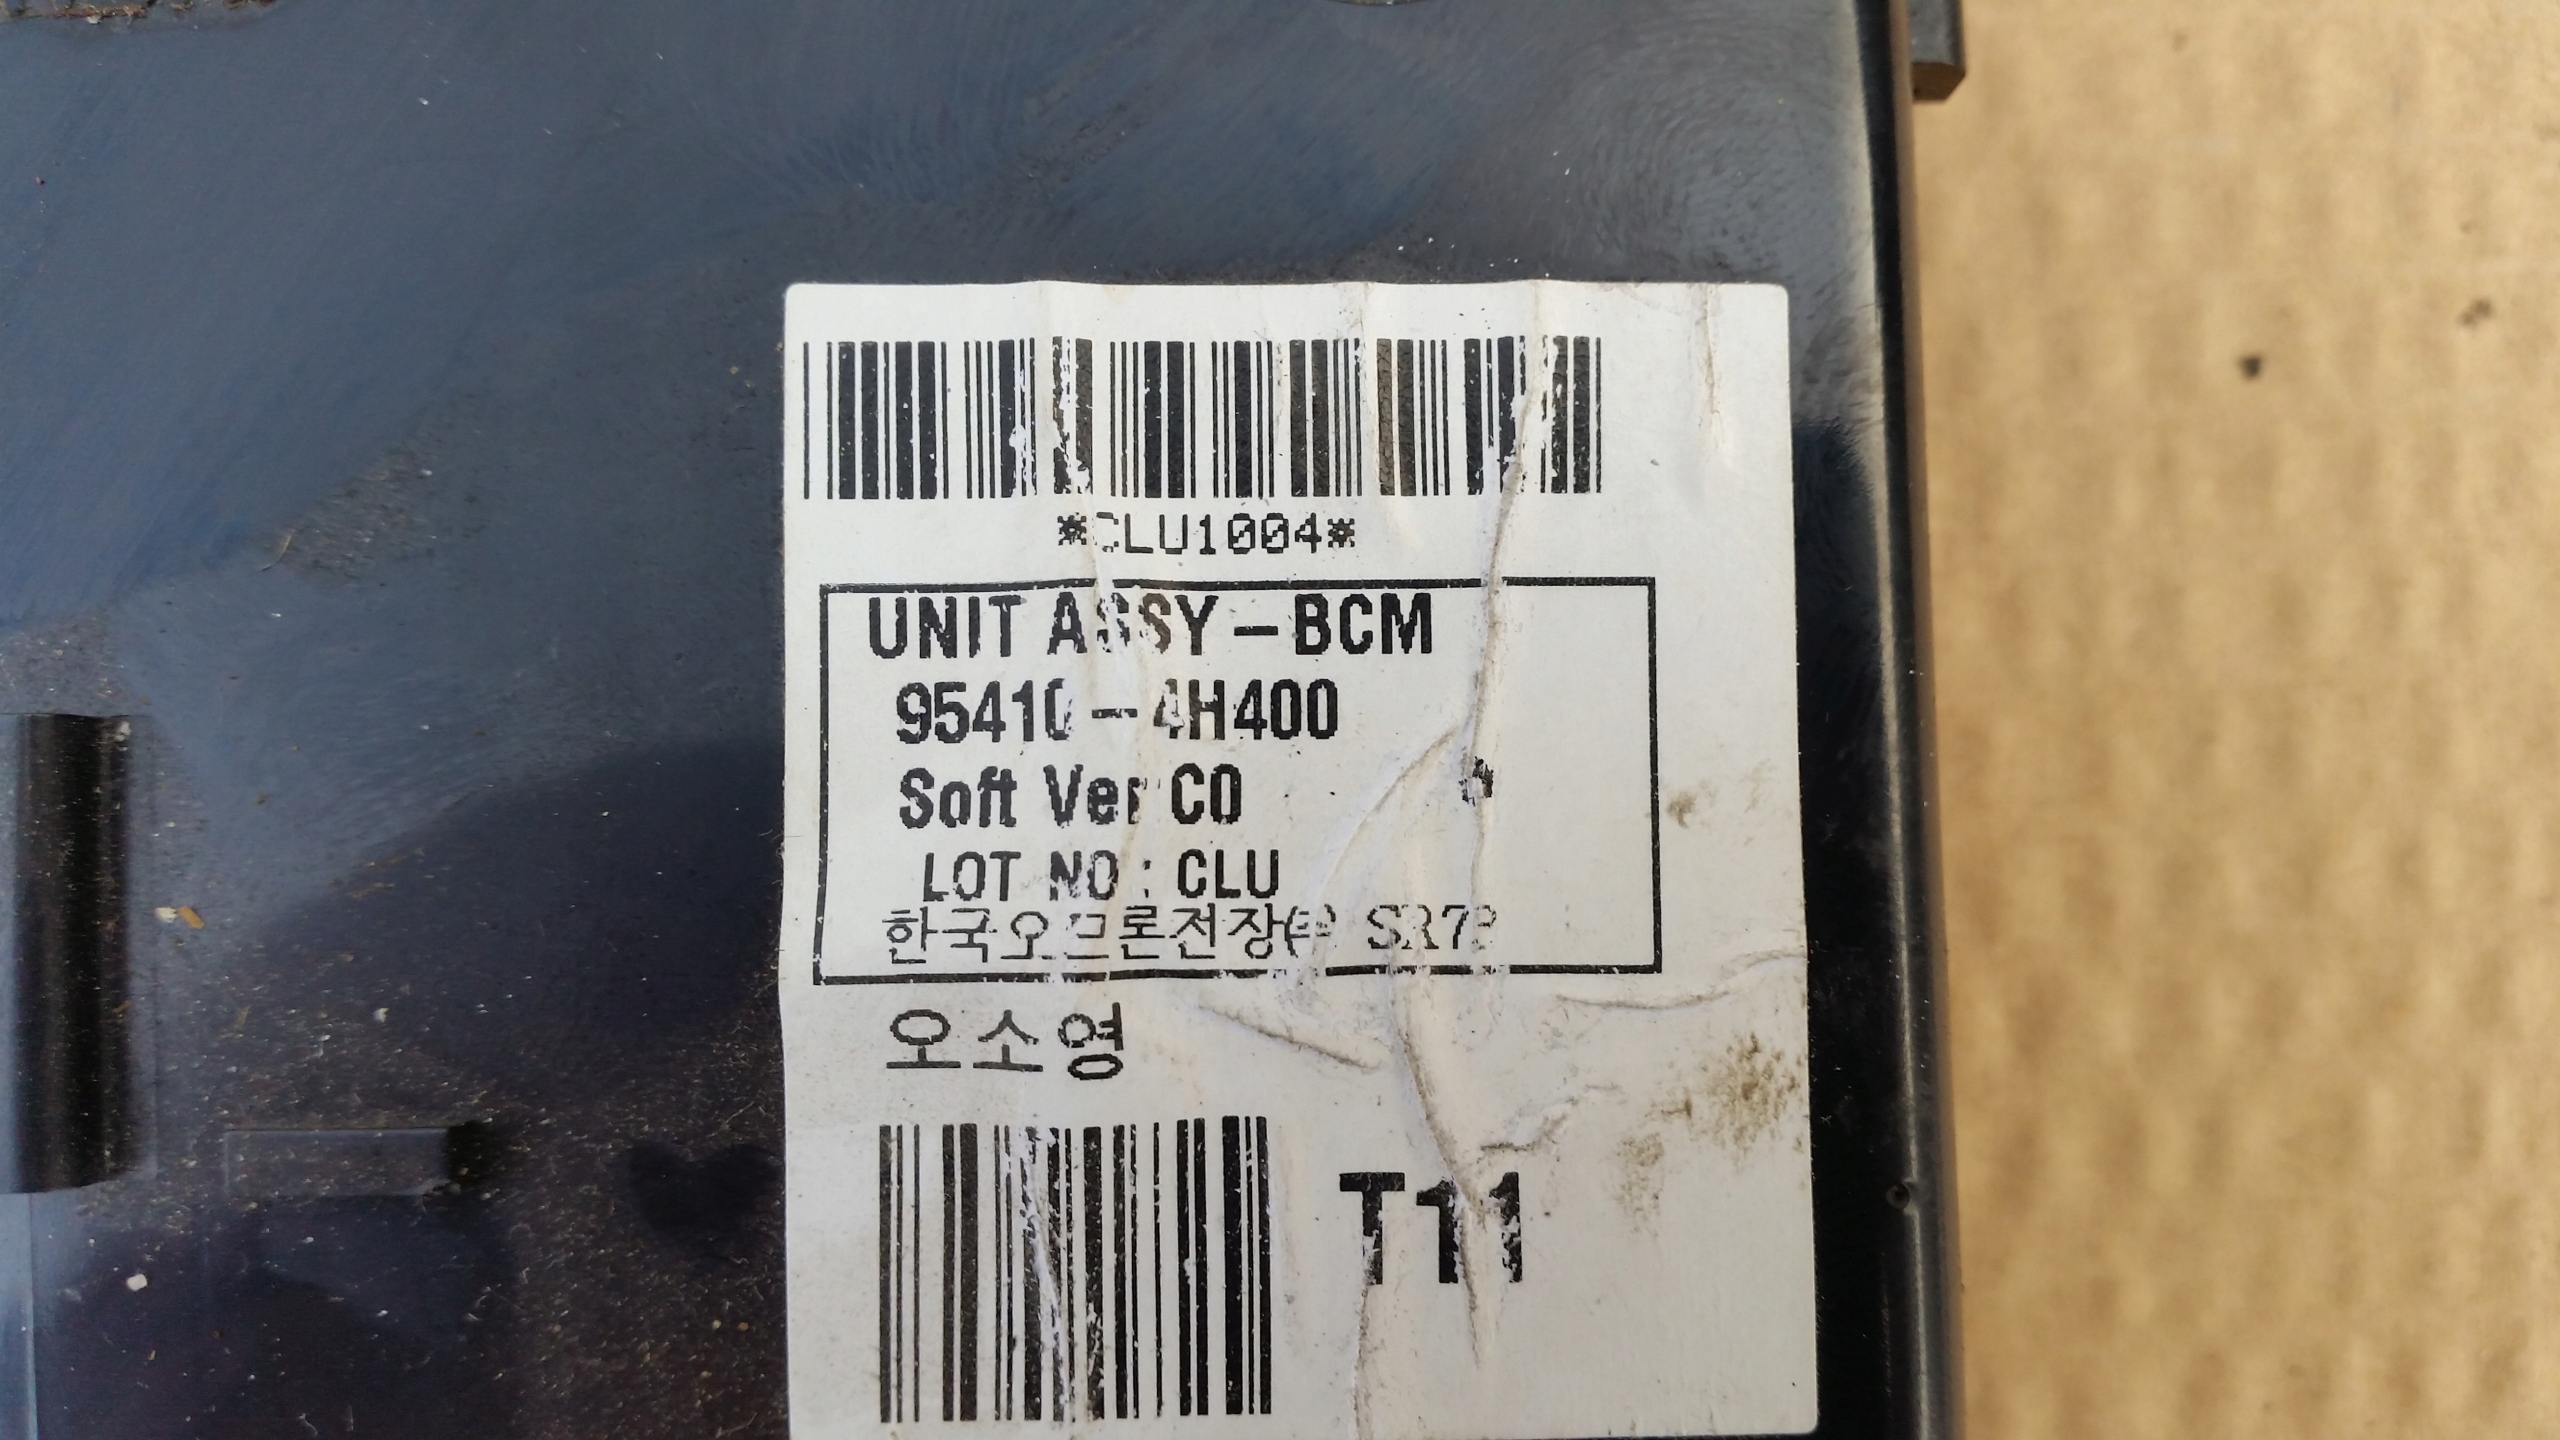 *CLU1004*
UNIT ASSY-BCM
95410-4H400
Soft Ver C0
LOT NO : CLU
한국오므론전장㈜
오소영
T11